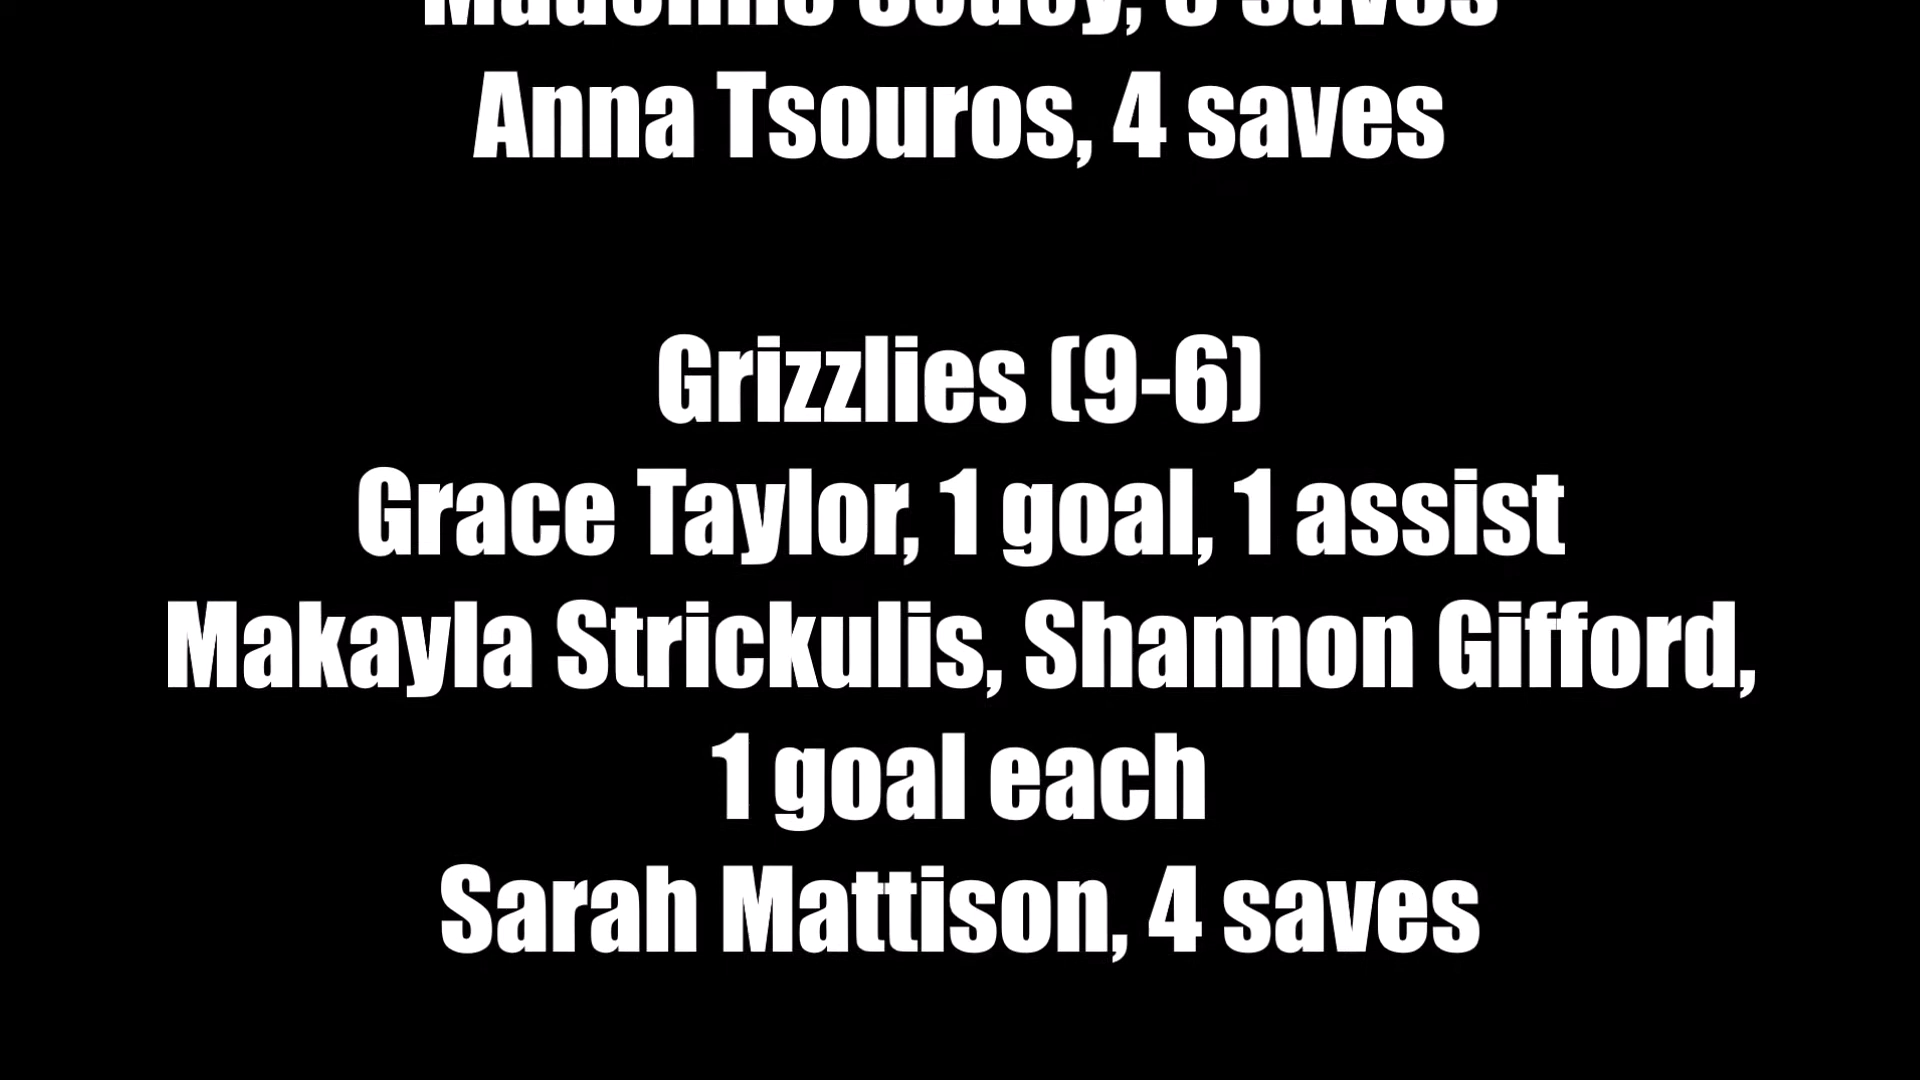 saves
Anna Tsouros, 4 saves
Grizzlies (9-6)
Grace Taylor, 1 goal, 1 assist
Makayla Strickulis, Shannon Gifford,
1 goal each
Sarah Mattison, 4 saves